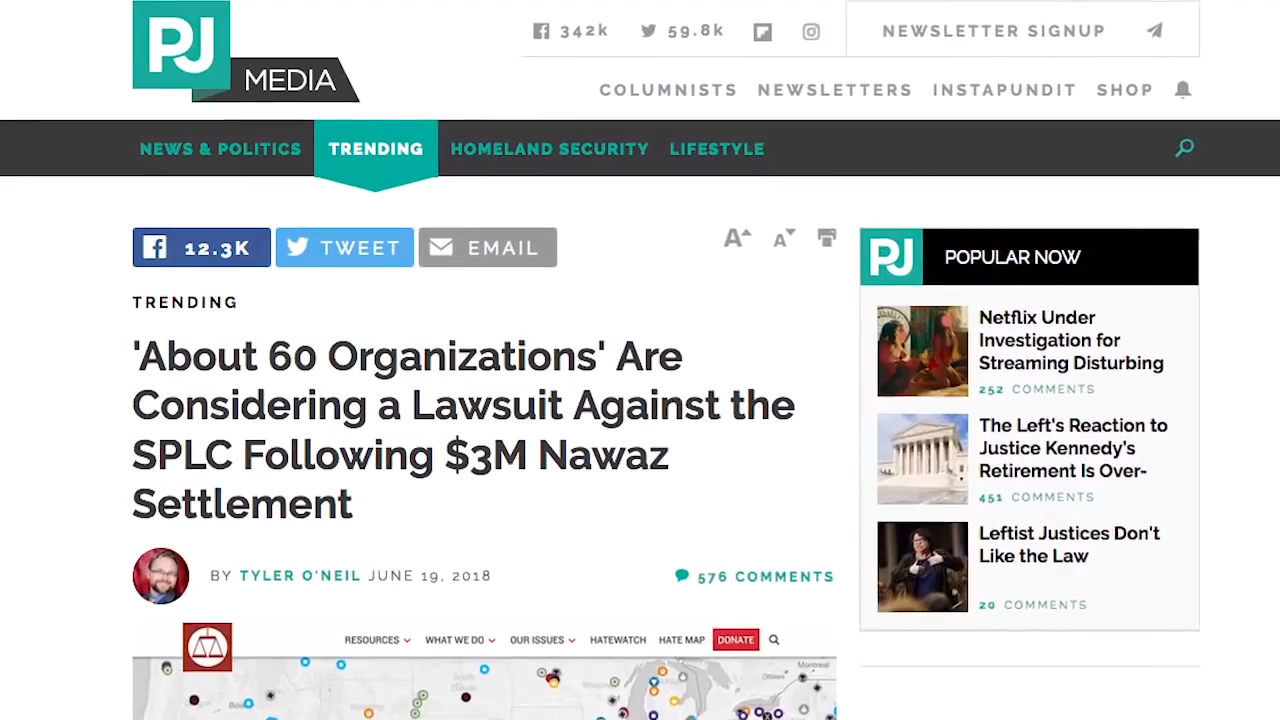 PJ
MEDIA
342k
59.8k
NEWSLETTER SIGNUP
COLUMNISTS NEWSLETTERS INSTAPUNDIT SHOP
NEWS & POLITICS TRENDING HOMELAND SECURITY LIFESTYLE
12.3K
TWEET
EMAIL
A A
TRENDING
'About 60 Organizations' Are
Considering a Lawsuit Against the
SPLC Following $3M Nawaz
Settlement
BY TYLER O'NEIL JUNE 19, 2018
576 COMMENTS
RESOURCES WHAT WE DO OUR ISSUES HATEWATCH HATE MAP DONATE
South
Montreal
Ottawa
Wisconsin
PJ
POPULAR NOW
Netflix Under
Investigation for
Streaming Disturbing
252 COMMENTS
The Left's Reaction to
Justice Kennedy's
Retirement Is Over-
451 COMMENTS
Leftist Justices Don't
Like the Law
20 COMMENTS